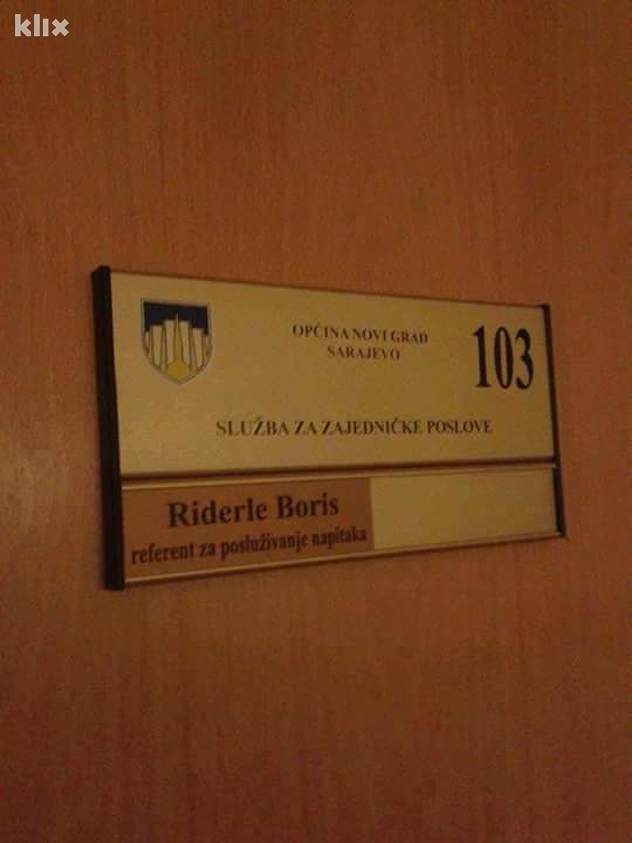 klix
OPĆINA NOVI GRAD
SARAJEVO
103
SLUŽBA ZA ZAJEDNIČKE POSLOVE
Riderle Boris
referent za posluživanje napitaka